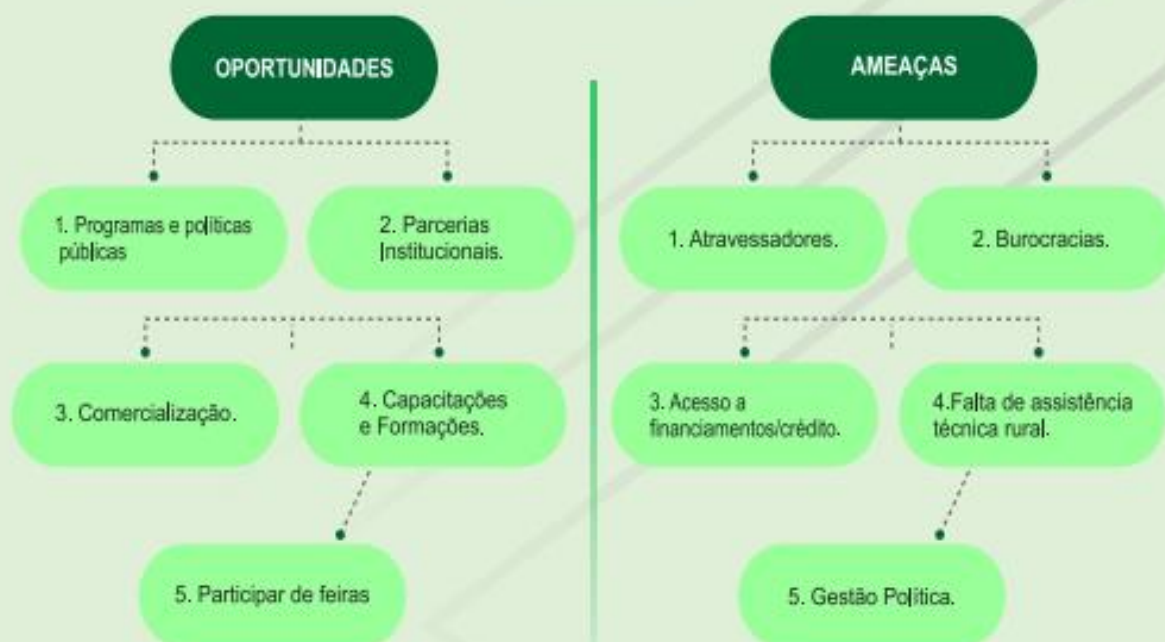 OPORTUNIDADES
1. Programas e políticas
públicas
2. Parcerias
Institucionais.
3. Comercialização.
4. Capacitações
e Formações.
5. Participar de feiras
AMEAÇAS
1. Atravessadores.
2. Burocracias.
3. Acesso a
financiamentos/crédito.
4.Falta de assistência
técnica rural.
5. Gestão Política.